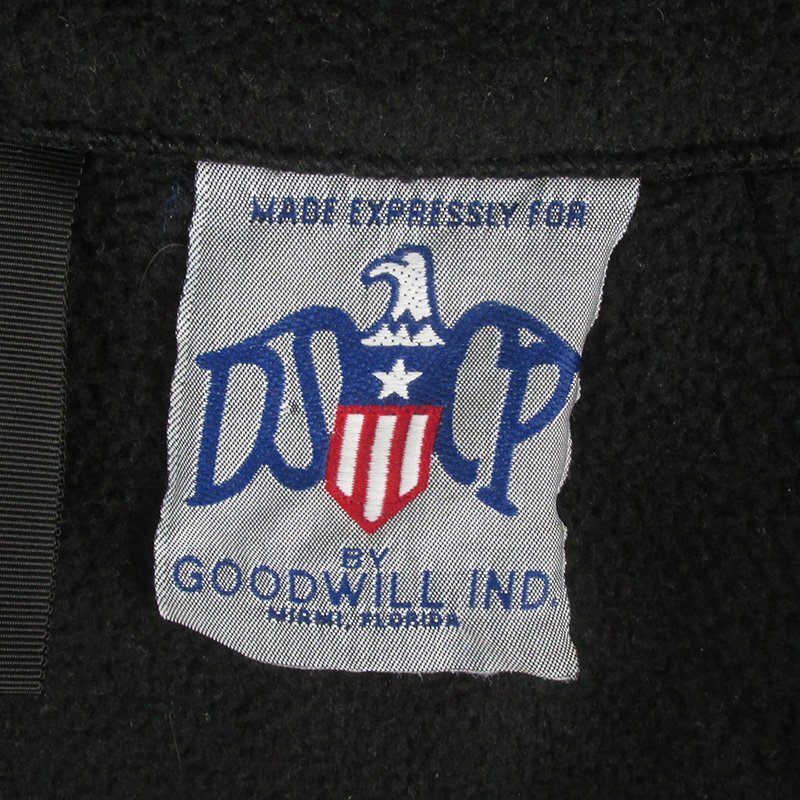 MADE EXPRESSLY FOR
DSCP
BY
GOODWILL IND.
MIAMI, FLORIDA